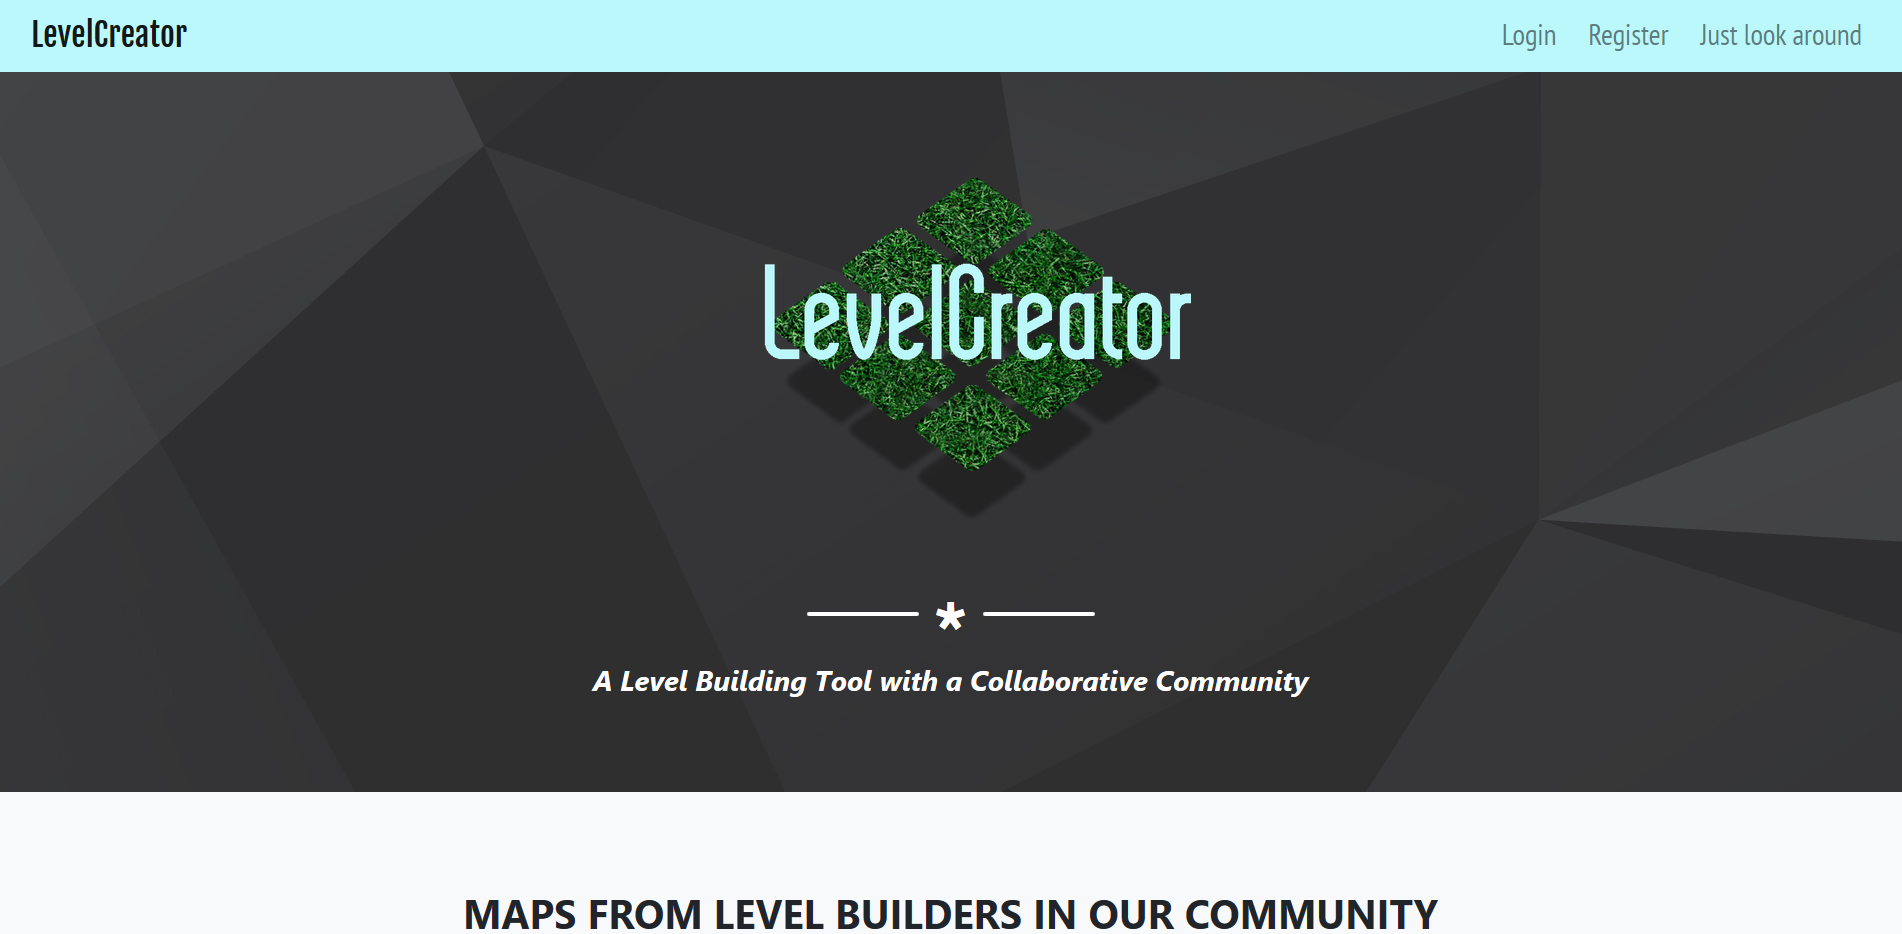 LevelCreator
Login Register Just look around
LevelCreator
*
A Level Building Tool with a Collaborative Community
MAPS FROM LEVEL BUILDERS IN OUR COMMUNITY